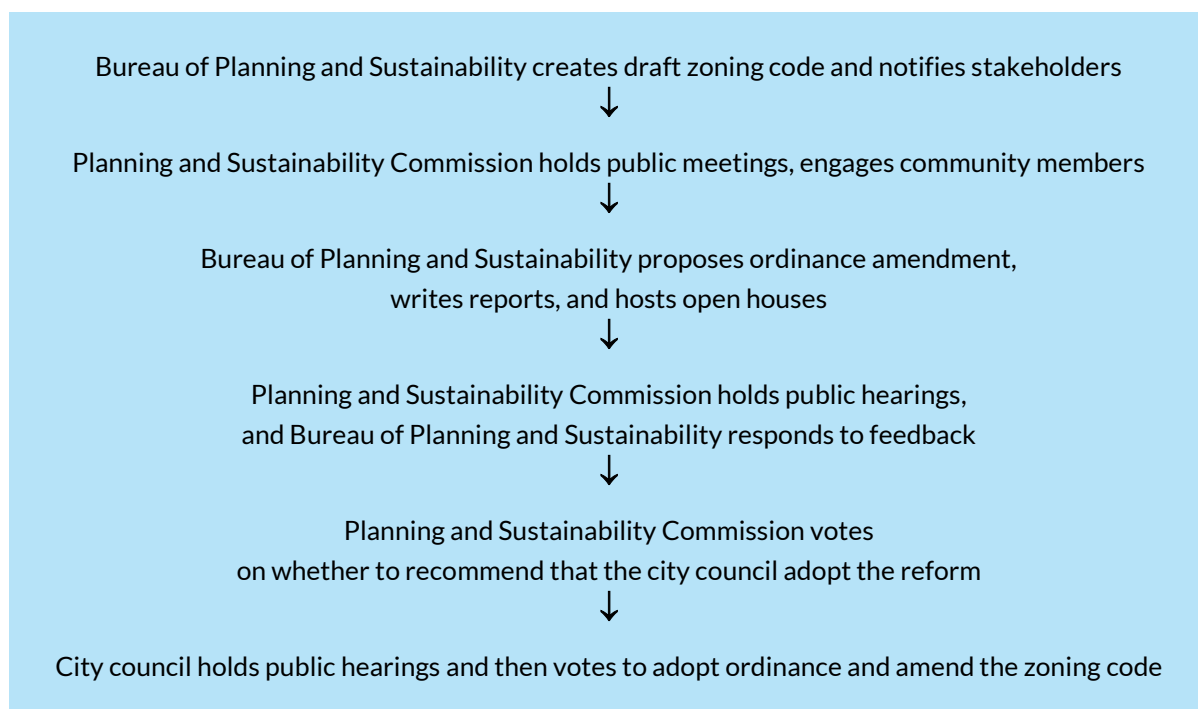 Bureau of Planning and Sustainability creates draft zoning code and notifies stakeholders
↓
Planning and Sustainability Commission holds public meetings, engages community members
↓
Bureau of Planning and Sustainability proposes ordinance amendment,
writes reports, and hosts open houses
↓
Planning and Sustainability Commission holds public hearings,
and Bureau of Planning and Sustainability responds to feedback
↓
Planning and Sustainability Commission votes
on whether to recommend that the city council adopt the reform
↓
City council holds public hearings and then votes to adopt ordinance and amend the zoning code